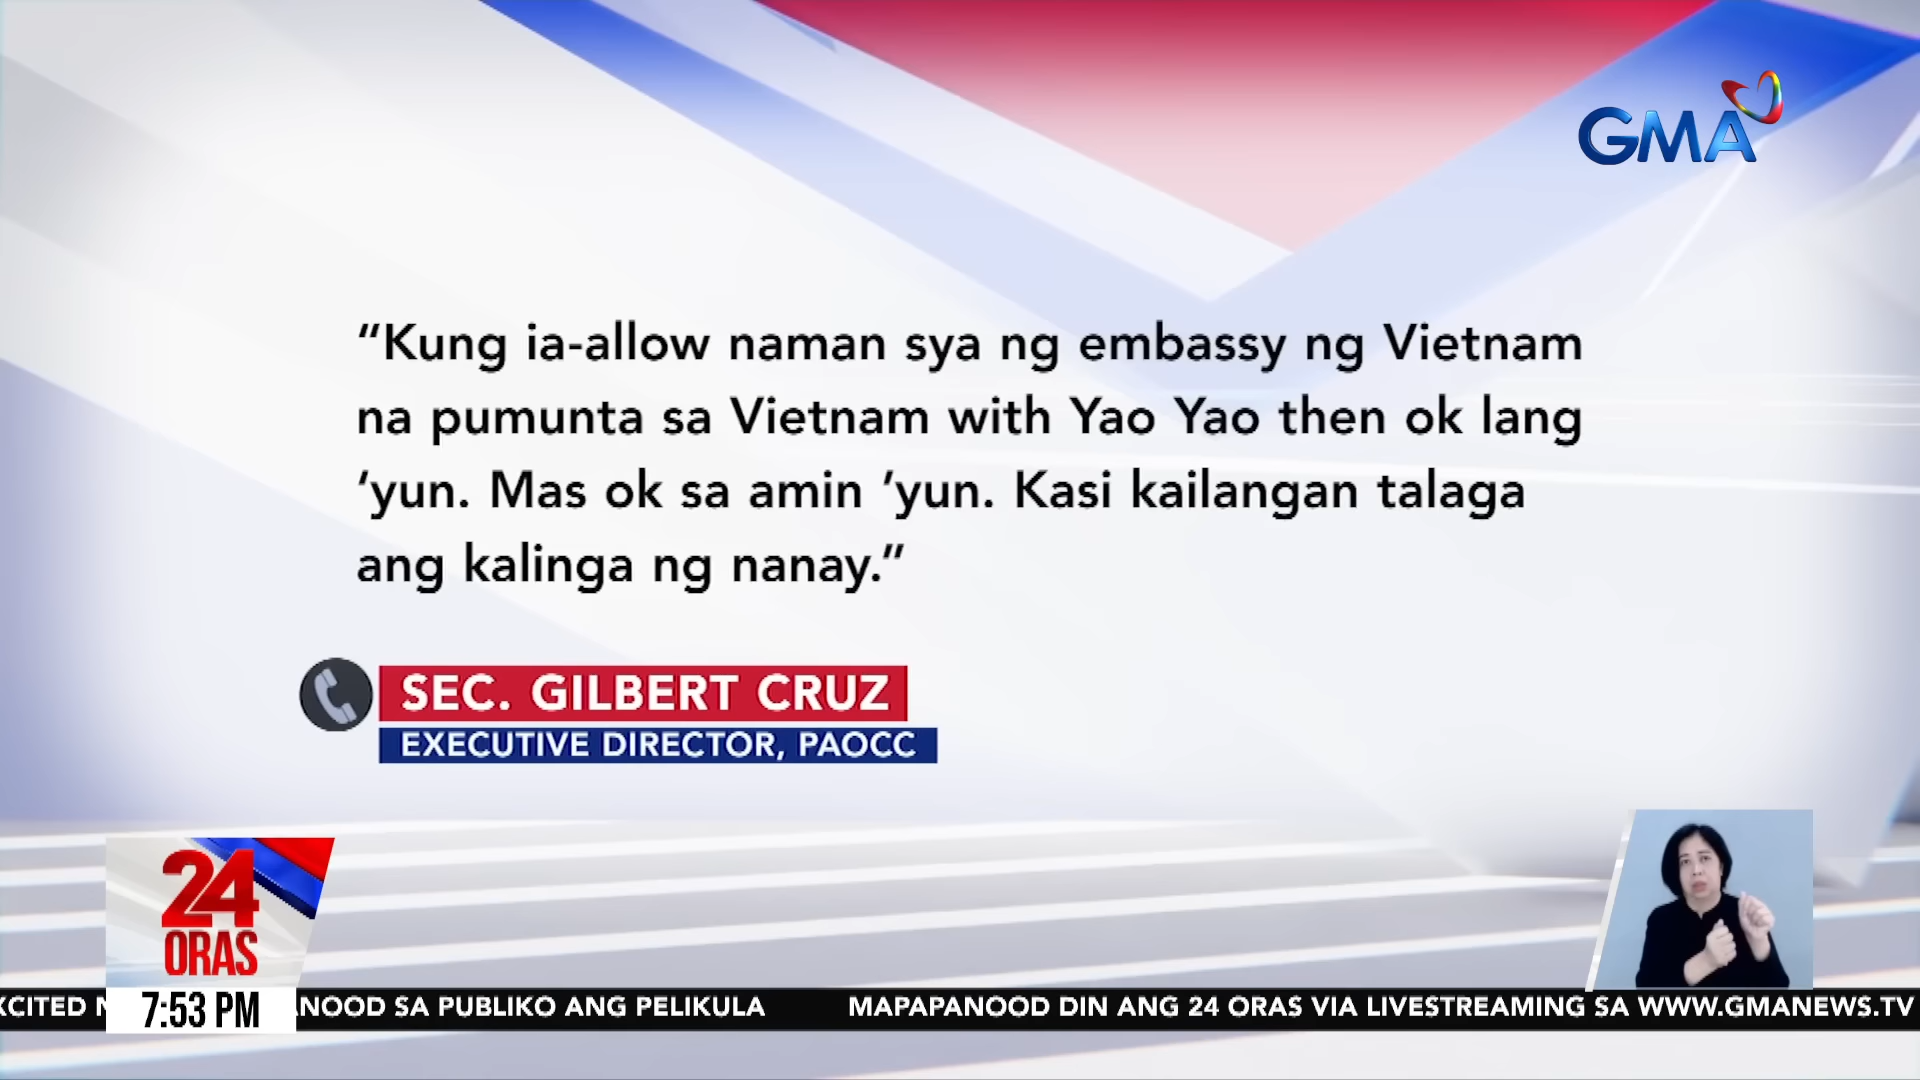 GMA
“Kung ia-allow naman sya ng embassy ng Vietnam
na pumunta sa Vietnam with Yao Yao then ok lang
‘yun. Mas ok sa amin ‘yun. Kasi kailangan talaga
ang kalinga ng nanay.”
SEC. GILBERT CRUZ
EXECUTIVE DIRECTOR, PAOCC
24
ORAS
7:53 PM
SA PUBLIKO ANG PELIKULA MAPAPANOOD DIN ANG 24 ORAS VIA LIVESTREAMING SA WWW.GMANEWS.TV